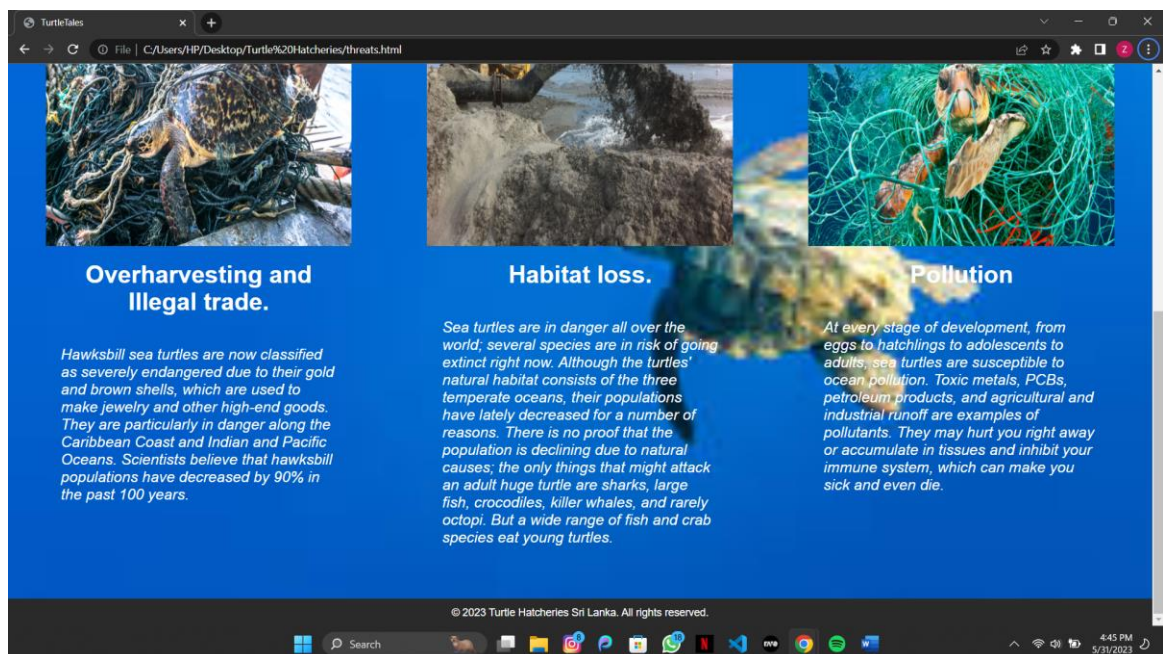 TurtleTales
File | C:/Users/HP/Desktop/Turtle%20Hatcheries/threats.html
Z
Overharvesting and
Illegal trade.
Hawksbill sea turtles are now classified
as severely endangered due to their gold
and brown shells, which are used to
make jewelry and other high-end goods.
They are particularly in danger along the
Caribbean Coast and Indian and Pacific
Oceans. Scientists believe that hawksbill
populations have decreased by 90% in
the past 100 years.
Habitat loss.
Sea turtles are in danger all over the
world; several species are in risk of going
extinct right now. Although the turtles'
natural habitat consists of the three
temperate oceans, their populations
have lately decreased for a number of
reasons. There is no proof that the
population is declining due to natural
causes; the only things that might attack
an adult huge turtle are sharks, large
fish, crocodiles, killer whales, and rarely
octopi. But a wide range of fish and crab
species eat young turtles.
Pollution
At every stage of development, from
eggs to hatchlings to adolescents to
adults, sea turtles are susceptible to
ocean pollution. Toxic metals, PCBs,
petroleum products, and agricultural and
industrial runoff are examples of
pollutants. They may hurt you right away
or accumulate in tissues and inhibit your
immune system, which can make you
sick and even die.
© 2023 Turtle Hatcheries Sri Lanka. All rights reserved.
Search
8
18
N
W
4:45 PM
5/31/2023